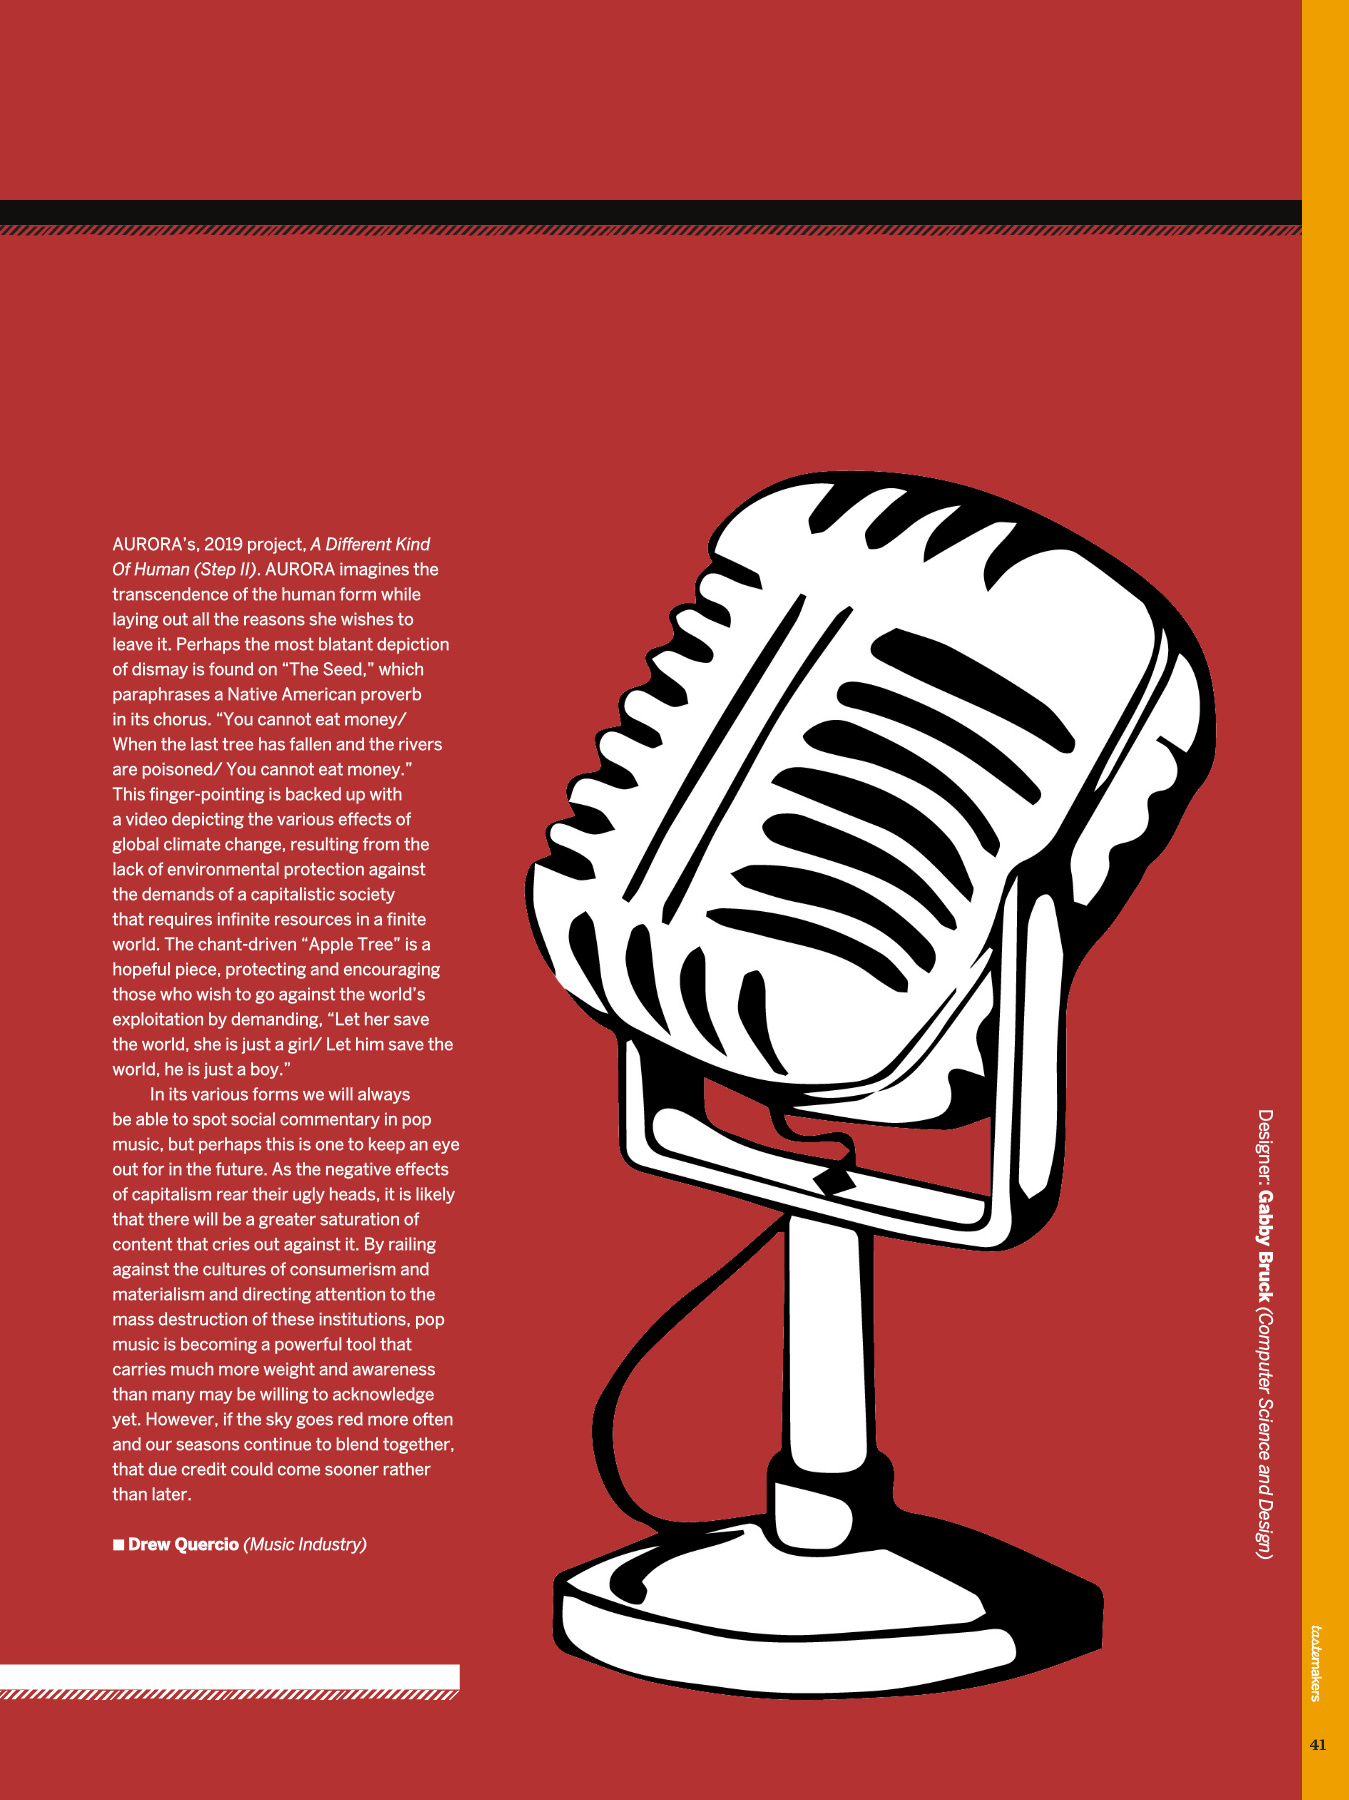 AURORA's, 2019 project, A Different Kind
Of Human (Step II). AURORA imagines the
transcendence of the human form while
laying out all the reasons she wishes to
leave it. Perhaps the most blatant depiction
of dismay is found on “The Seed,” which
paraphrases a Native American proverb
in its chorus. “You cannot eat money/
When the last tree has fallen and the rivers
are poisoned/ You cannot eat money.”
This finger-pointing is backed up with
a video depicting the various effects of
global climate change, resulting from the
lack of environmental protection against
the demands of a capitalistic society
that requires infinite resources in a finite
world. The chant-driven “Apple Tree” is a
hopeful piece, protecting and encouraging
those who wish to go against the world's
exploitation by demanding, “Let her save
the world, she is just a girl/ Let him save the
world, he is just a boy.”
In its various forms we will always
be able to spot social commentary in pop
music, but perhaps this is one to keep an eye
out for in the future. As the negative effects
of capitalism rear their ugly heads, it is likely
that there will be a greater saturation of
content that cries out against it. By railing
against the cultures of consumerism and
materialism and directing attention to the
mass destruction of these institutions, pop
music is becoming a powerful tool that
carries much more weight and awareness
than many may be willing to acknowledge
yet. However, if the sky goes red more often
and our seasons continue to blend together,
that due credit could come sooner rather
than later.
■ Drew Quercio (Music Industry)
Designer: Gabby Bruck (Computer Science and Design)
tastemakers
41